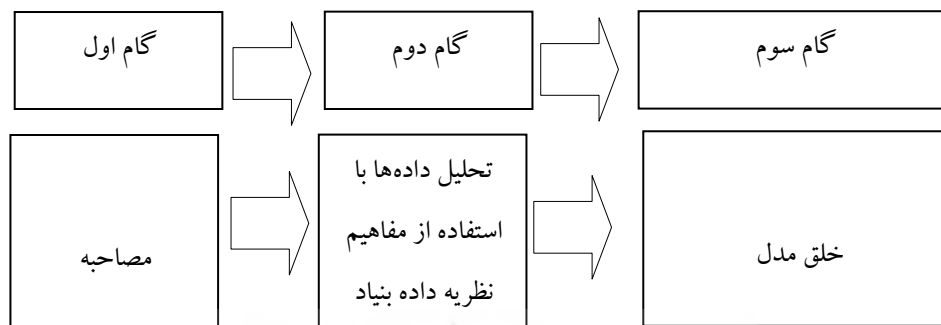 گام اول
گام دوم
گام سوم
مصاحبه
تحلیل داده‌ها با
استفاده از مفاهیم
نظریه داده بنیاد
خلق مدل